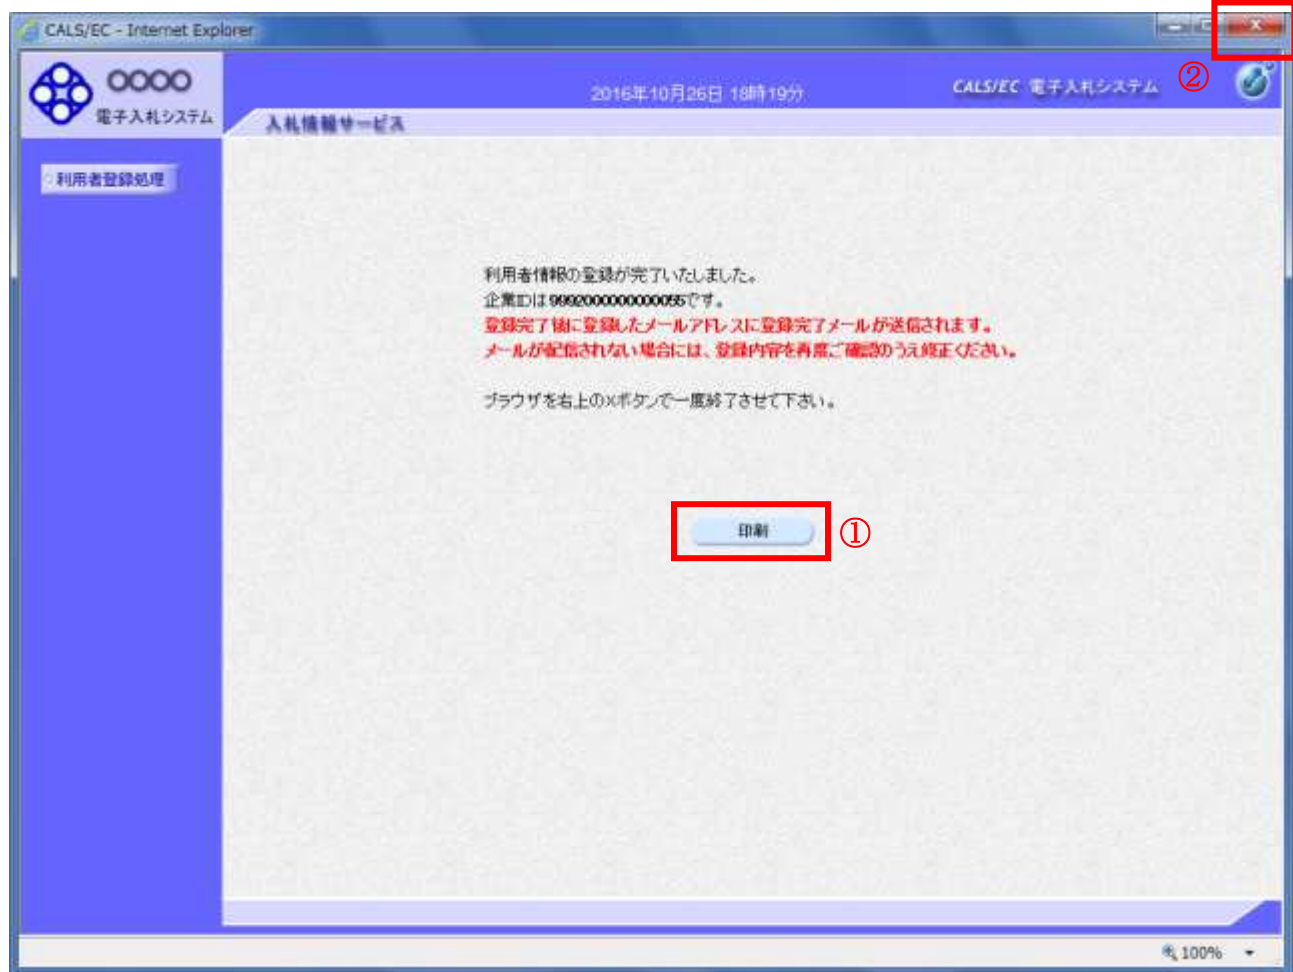 CALS/EC - Internet Explorer
○○○○
電子入札システム
2016年10月26日 18時19分
CALS/EC 電子入札システム
②
入札情報サービス
利用者登録処理
利用者情報の登録が完了いたしました。
企業IDは9992000000000055です。
登録完了後に登録したメールアドレスに登録完了メールが送信されます。
メールが配信されない場合には、登録内容を再度ご確認のうえ修正ください。
ブラウザを右上の×ボタンで一度終了させて下さい。
印刷
①
100%